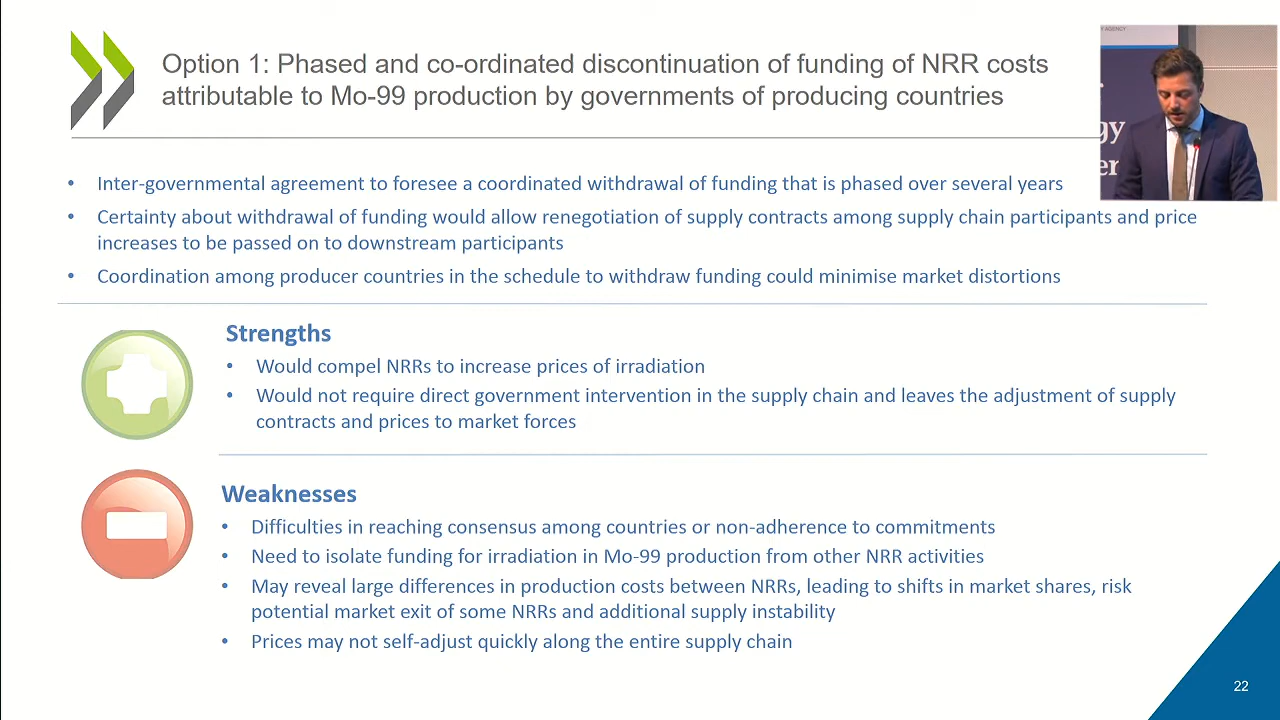 Option 1: Phased and co-ordinated discontinuation of funding of NRR costs
attributable to Mo-99 production by governments of producing countries
• Inter-governmental agreement to foresee a coordinated withdrawal of funding that is phased over several years
• Certainty about withdrawal of funding would allow renegotiation of supply contracts among supply chain participants and price
increases to be passed on to downstream participants
• Coordination among producer countries in the schedule to withdraw funding could minimise market distortions
Strengths
• Would compel NRRs to increase prices of irradiation
• Would not require direct government intervention in the supply chain and leaves the adjustment of supply
contracts and prices to market forces
Weaknesses
• Difficulties in reaching consensus among countries or non-adherence to commitments
• Need to isolate funding for irradiation in Mo-99 production from other NRR activities
• May reveal large differences in production costs between NRRs, leading to shifts in market shares, risk
potential market exit of some NRRs and additional supply instability
• Prices may not self-adjust quickly along the entire supply chain
22
Y AGENCY
gy
er